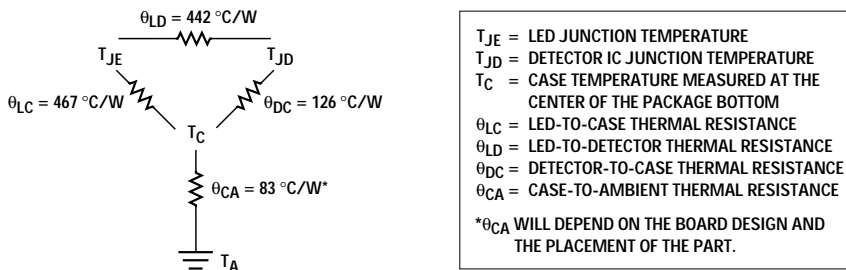 θLD = 442 °C/W
TJE
TJD
θLC = 467 °C/W
θDC = 126 °C/W
TC
θCA = 83 °C/W*
TA
TJE = LED JUNCTION TEMPERATURE
TJD = DETECTOR IC JUNCTION TEMPERATURE
TC = CASE TEMPERATURE MEASURED AT THE
CENTER OF THE PACKAGE BOTTOM
θLC = LED-TO-CASE THERMAL RESISTANCE
θLD = LED-TO-DETECTOR THERMAL RESISTANCE
θDC = DETECTOR-TO-CASE THERMAL RESISTANCE
θCA = CASE-TO-AMBIENT THERMAL RESISTANCE
*θCA WILL DEPEND ON THE BOARD DESIGN AND
THE PLACEMENT OF THE PART.